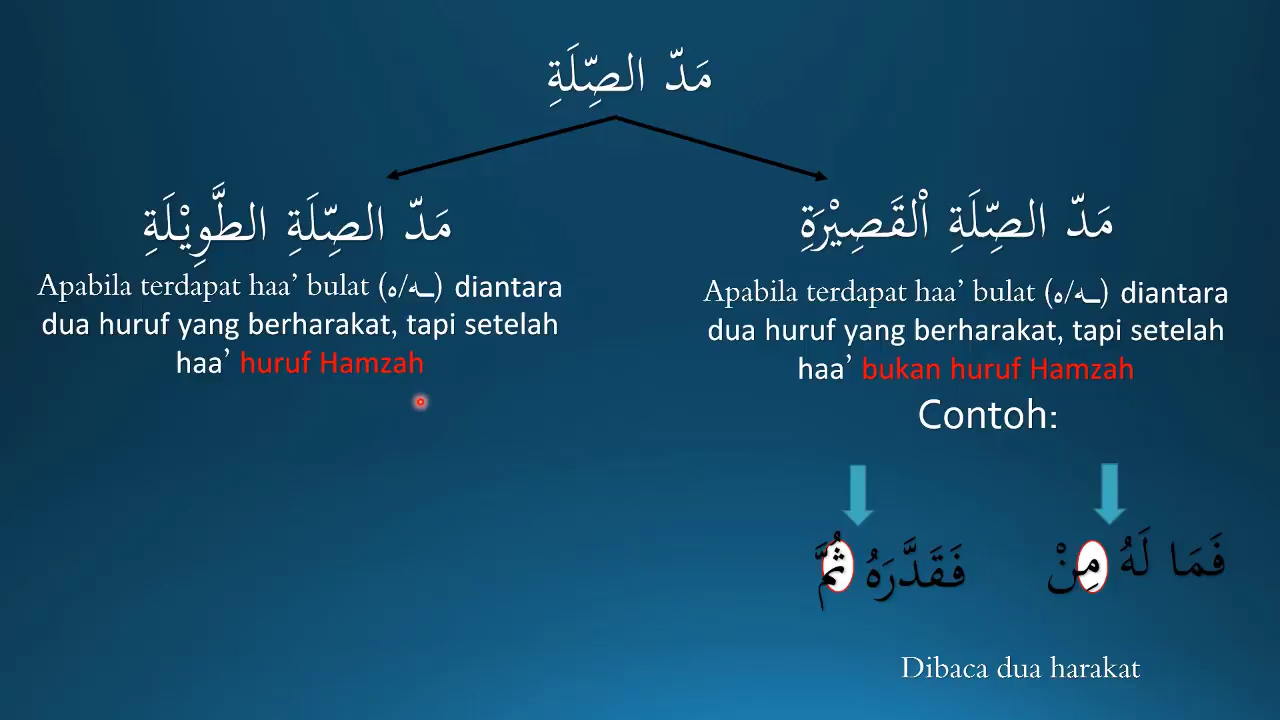 مَدّ الصِّلَةِ
مَدّ الصِّلَةِ الطَّوِيْلَةِ
Apabila terdapat haa’ bulat (ـه/ه) diantara
dua huruf yang berharakat, tapi setelah
haa’ huruf Hamzah
مَدّ الصِّلَةِ اْلقَصِيْرَةِ
Apabila terdapat haa’ bulat (ـه/ه) diantara
dua huruf yang berharakat, tapi setelah
haa’ bukan huruf Hamzah
Contoh:
فَمَا لَهُ مِنْ
فَقَدَّرَهُ ثُمَّ
Dibaca dua harakat